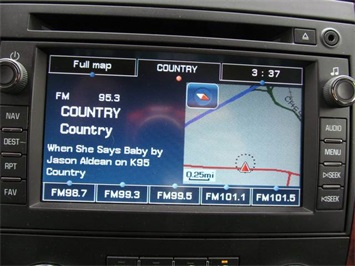 Full map
COUNTRY
3 : 37
FM 95.3
COUNTRY
Country
When She Says Baby by
Jason Aldean on K95
Country
0.25mi
FM98.7 FM99.3 FM99.5 FM101.1 FM101.5
NAV
DEST
RPT
FAV
AUDIO
MENU
SEEK
SEEK